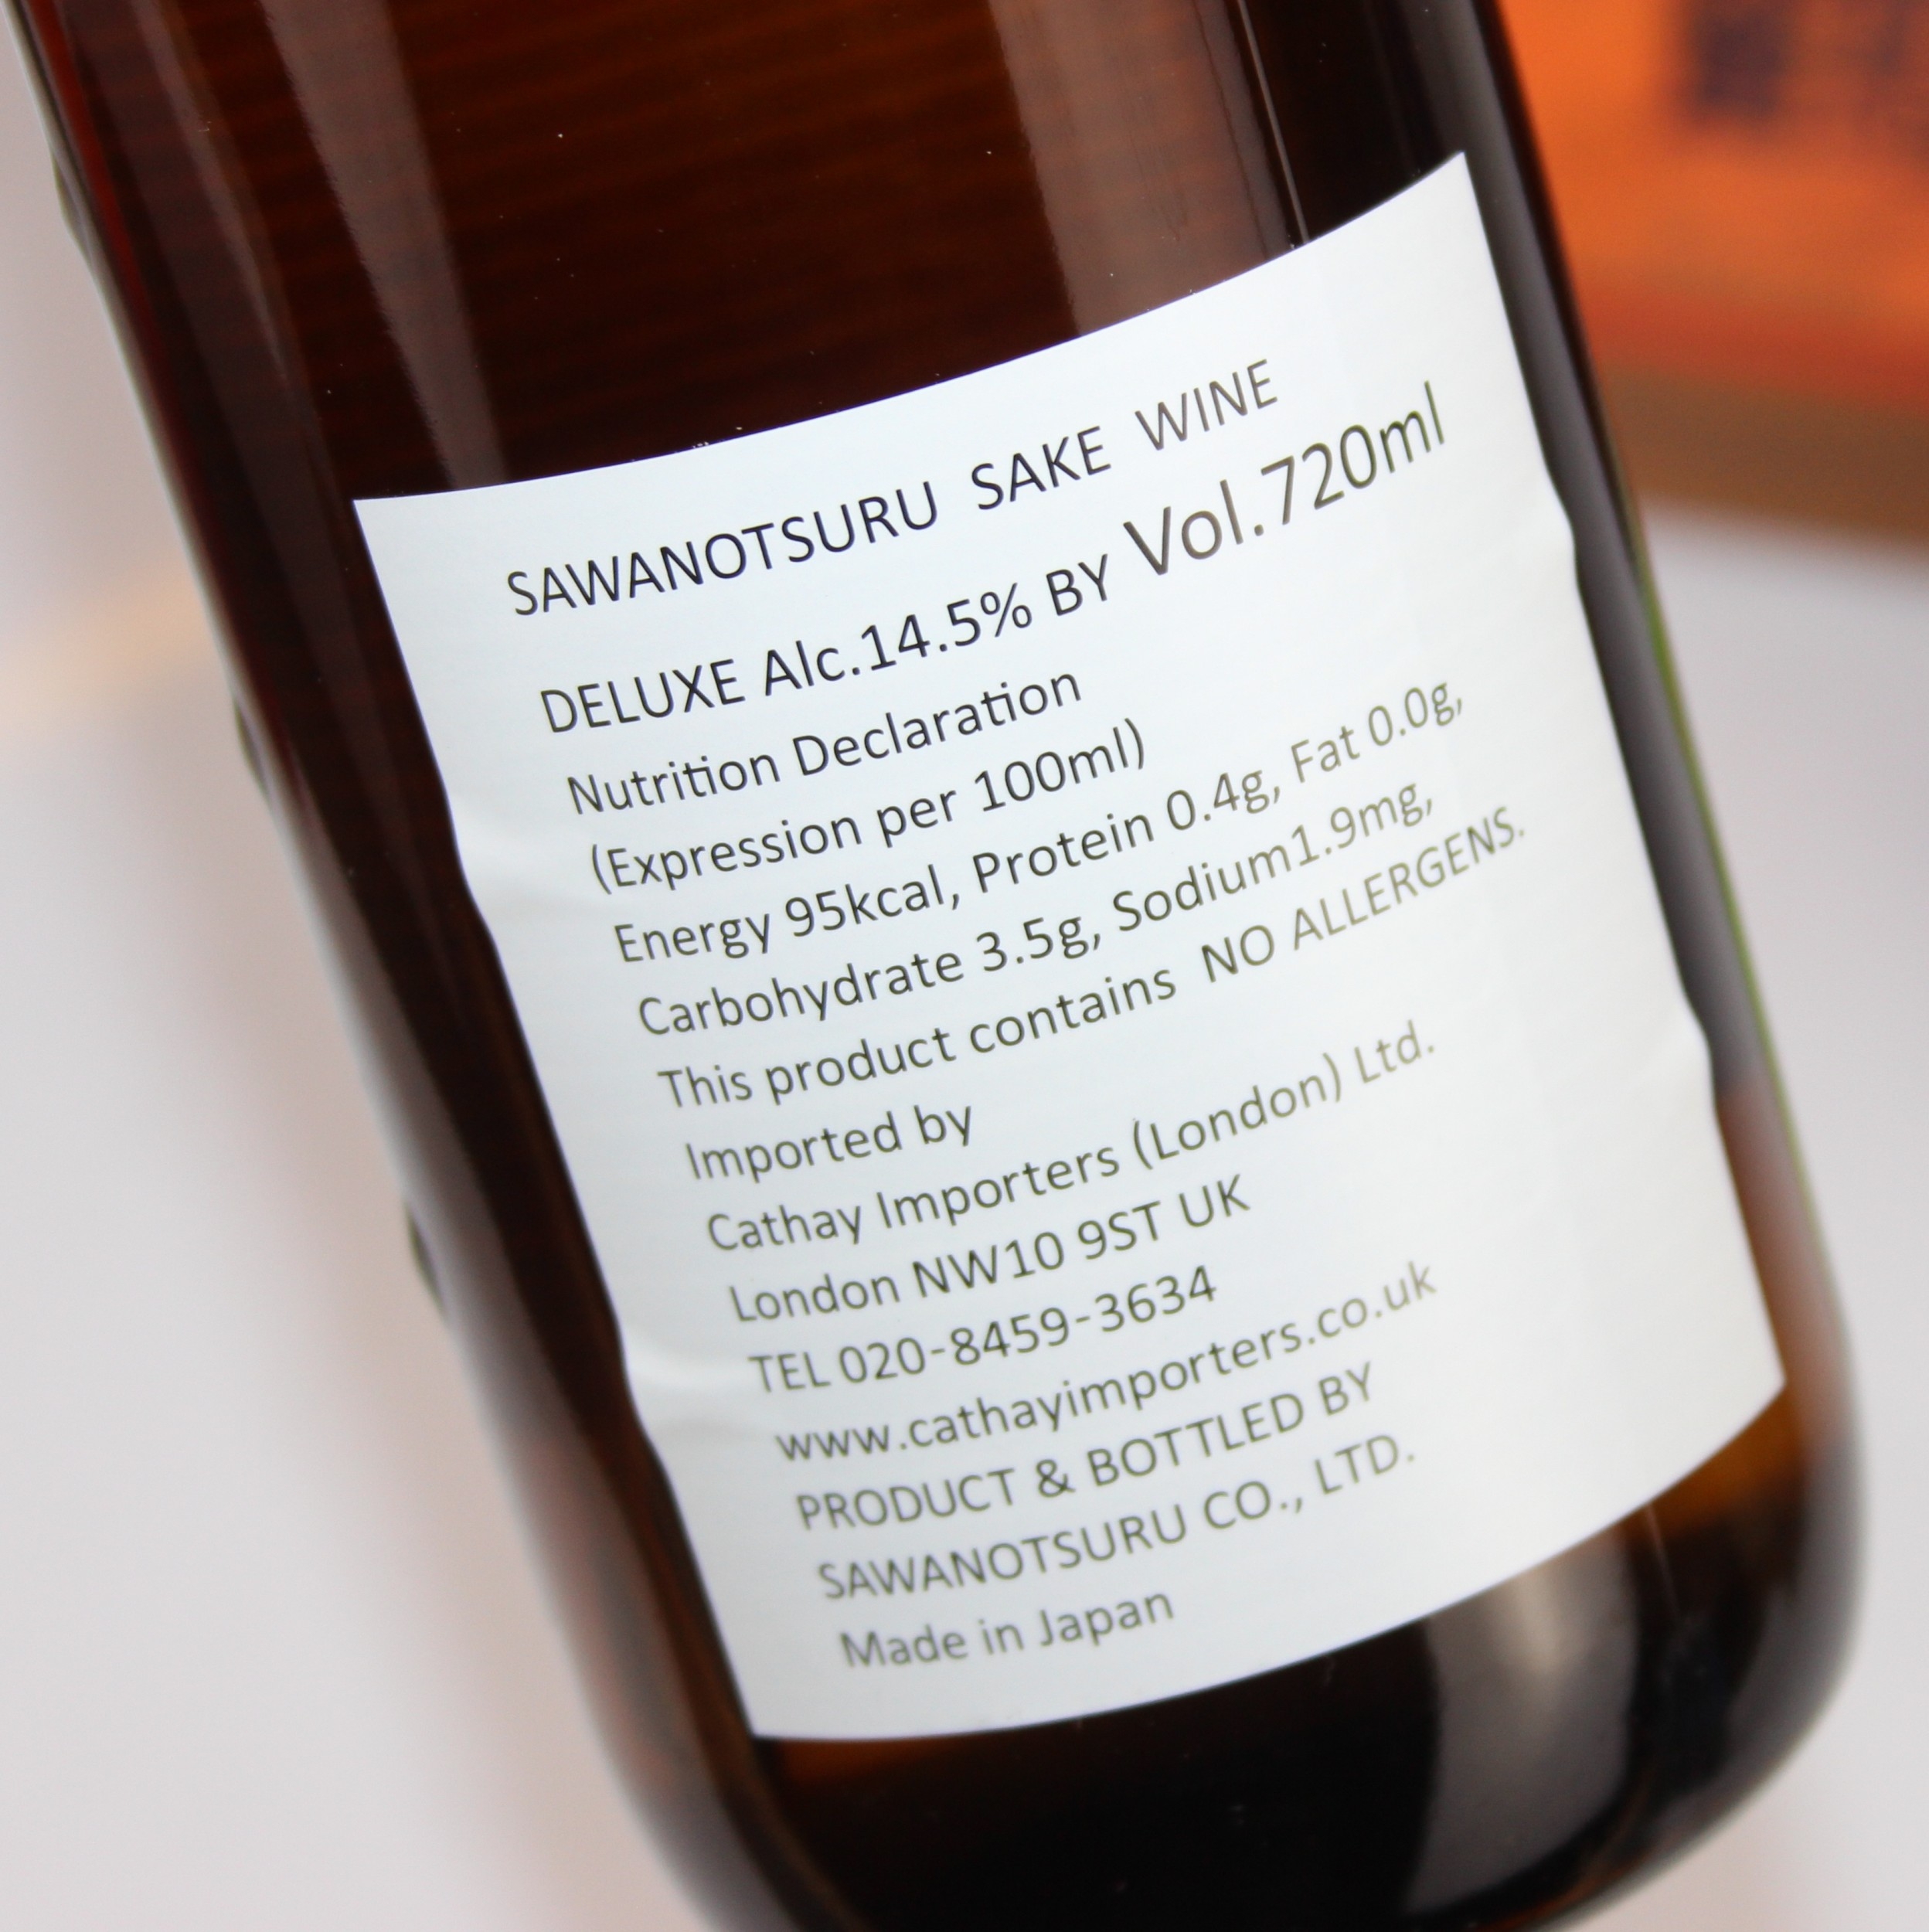 SAWANOTSURU SAKE WINE
DELUXE Alc.14.5% BY Vol.720ml
Nutrition Declaration
(Expression per 100ml)
Energy 95kcal, Protein 0.4g, Fat 0.0g,
Carbohydrate 3.5g, Sodium1.9mg,
This product contains NO ALLERGENS.
Imported by
Cathay Importers (London) Ltd.
London NW10 9ST UK
TEL 020-8459-3634
www.cathayimporters.co.uk
PRODUCT & BOTTLED BY
SAWANOTSURU CO., LTD.
Made in Japan